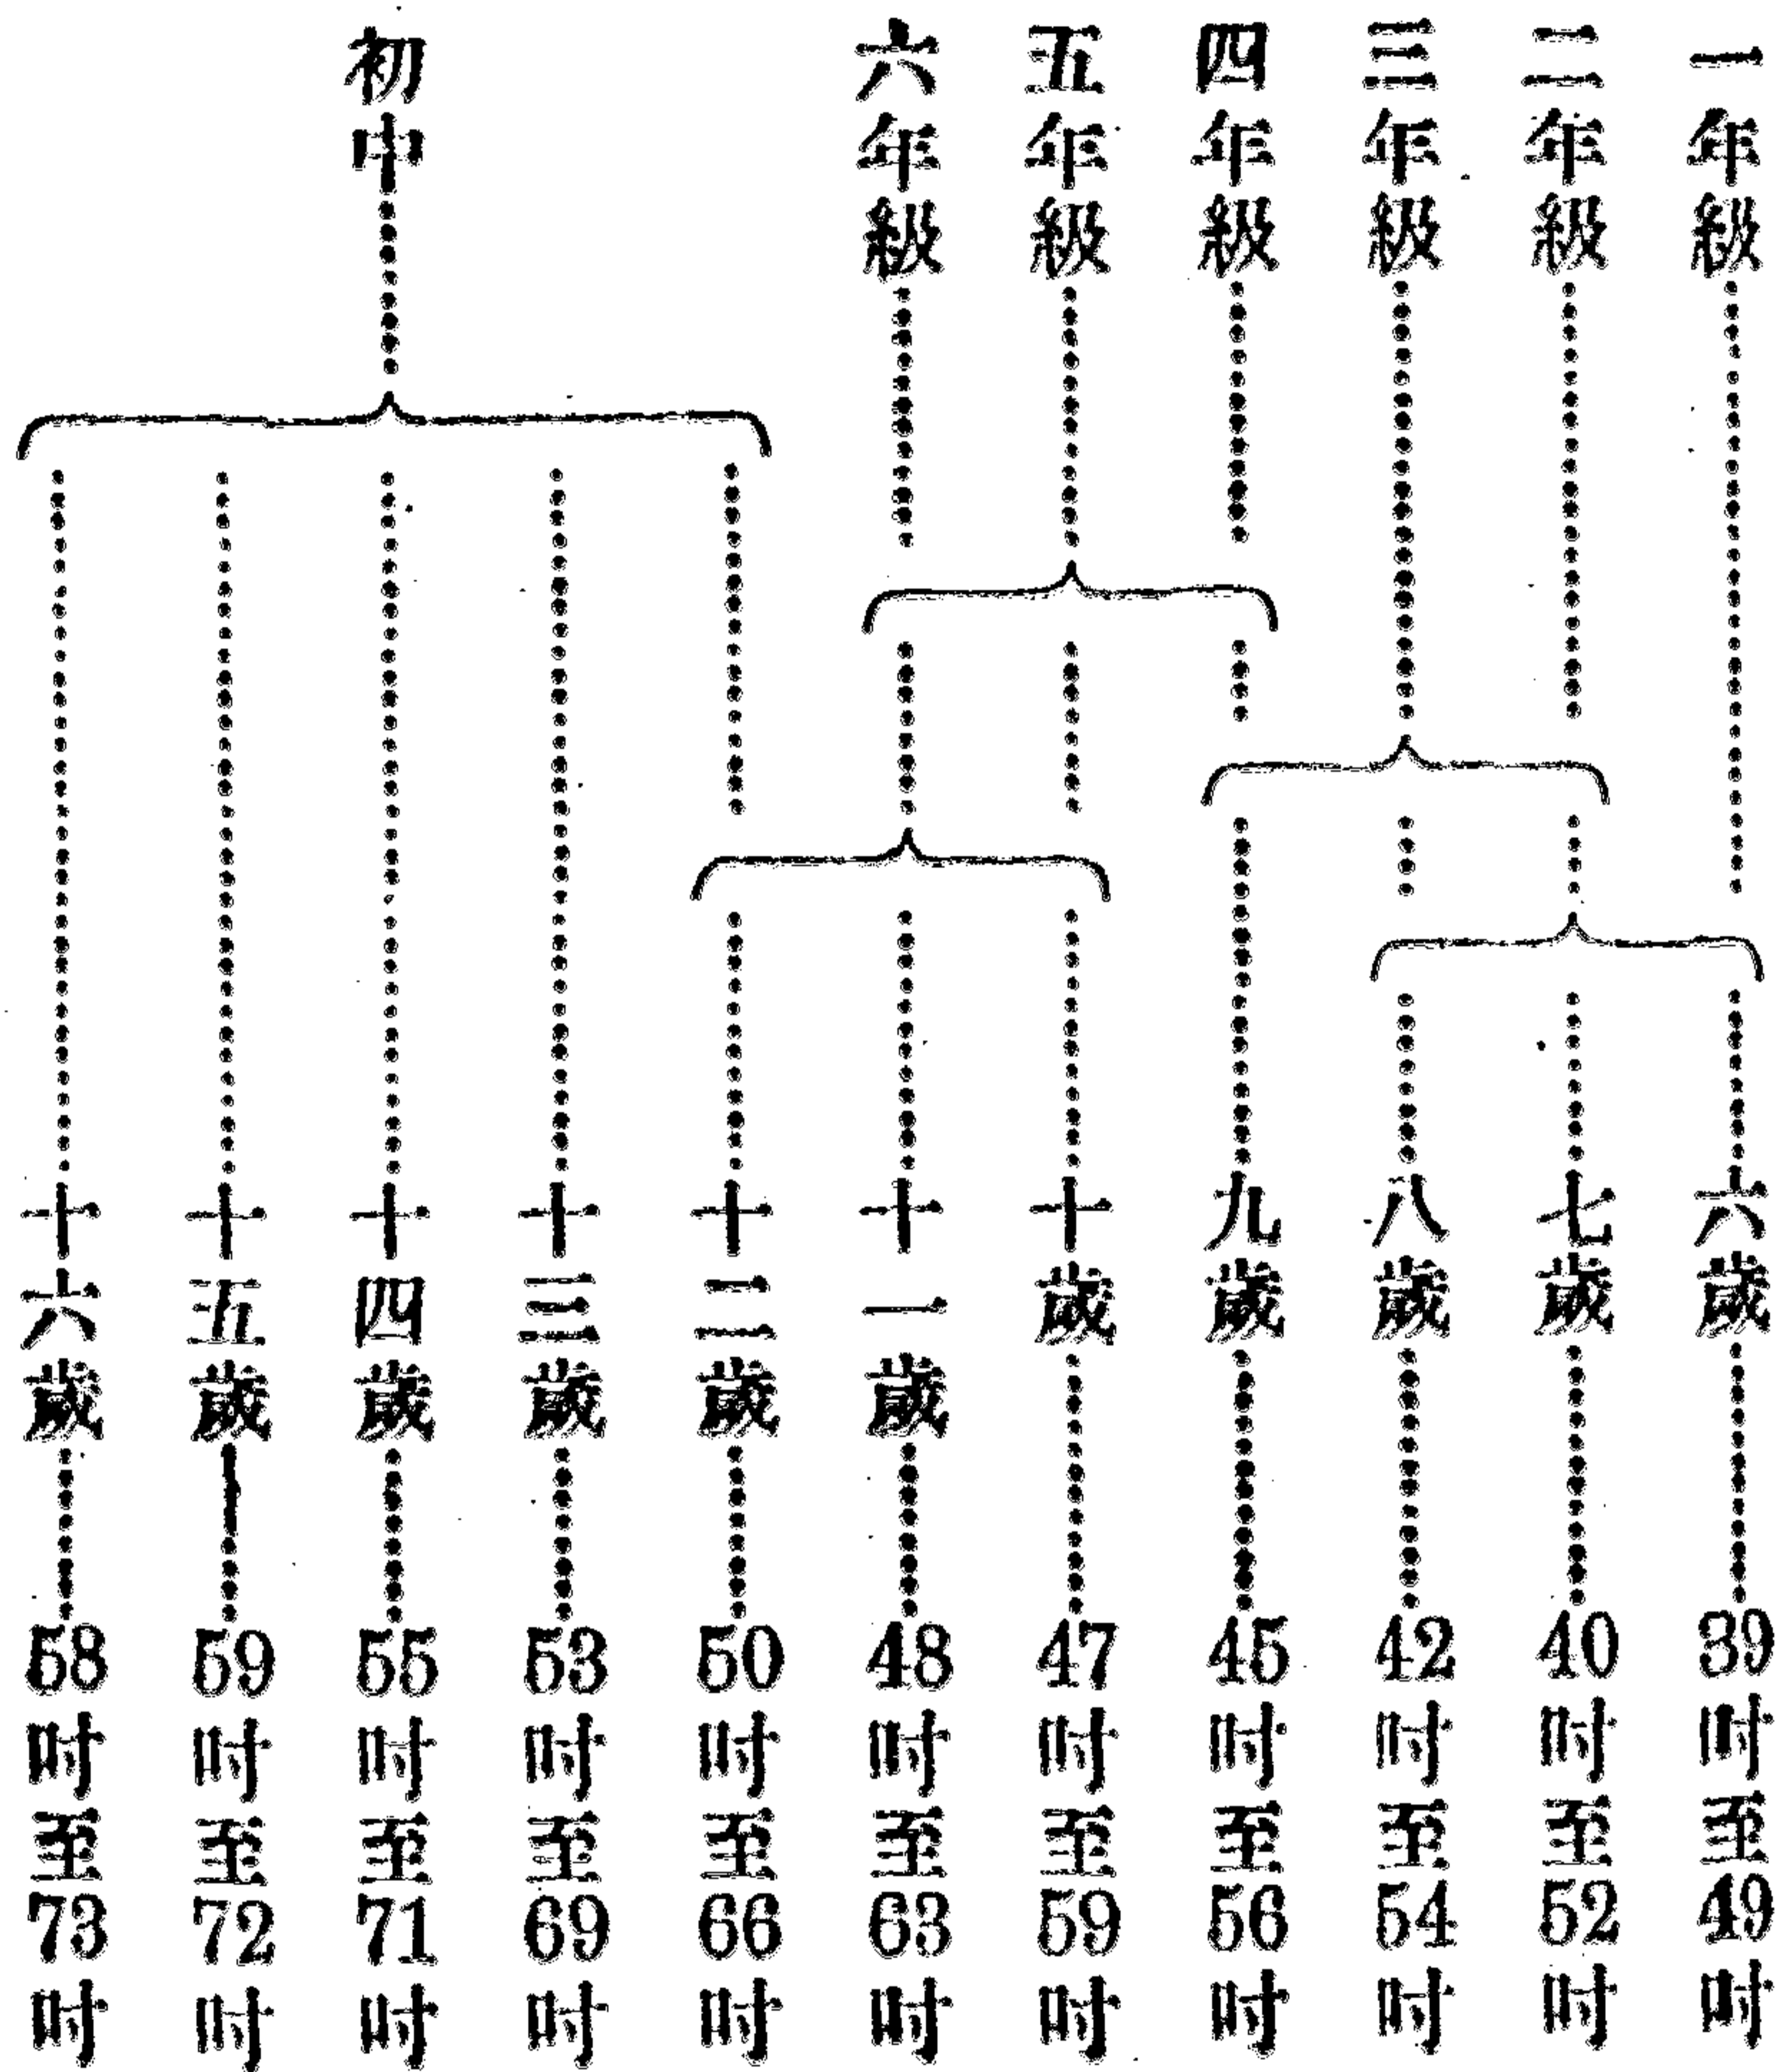 一年級……六歲……39吋至49吋
二年級……七歲……40吋至52吋
三年級……八歲……42吋至54吋
四年級……九歲……45吋至56吋
五年級……十歲……47吋至59吋
六年級……十一歲……48吋至63吋
十二歲……50吋至66吋
十三歲……53吋至69吋
初中……十四歲……55吋至71吋
十五歲……59吋至72吋
十六歲……58吋至73吋